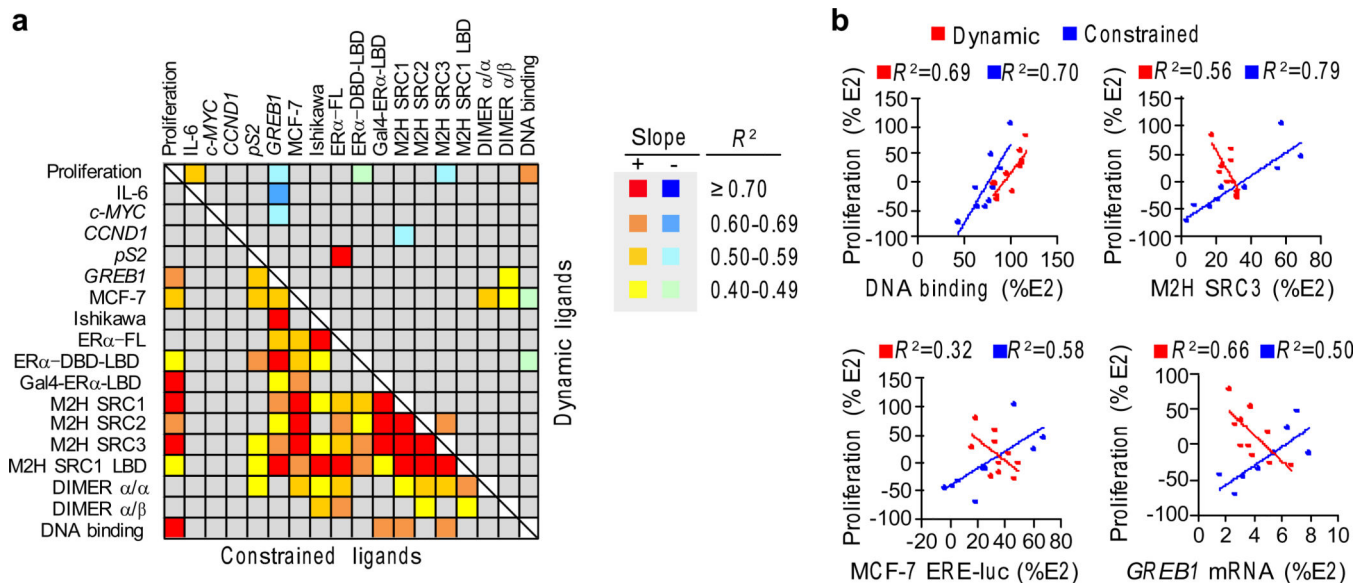 a
Proliferation
IL-6
c-MYC
CCND1
pS2
GREB1
MCF-7
Ishikawa
ERα-FL
ERα-DBD-LBD
Gal4-ERα-LBD
M2H SRC1
M2H SRC2
M2H SRC3
M2H SRC1 LBD
DIMER α/α
DIMER α/β
DNA binding
Proliferation
IL-6
c-MYC
CCND1
pS2
GREB1
MCF-7
Ishikawa
ERα-FL
ERα-DBD-LBD
Gal4-ERα-LBD
M2H SRC1
M2H SRC2
M2H SRC3
M2H SRC1 LBD
DIMER α/α
DIMER α/β
DNA binding
Constrained ligands
Dynamic ligands
Slope R²
+ -
≥ 0.70
0.60-0.69
0.50-0.59
0.40-0.49
b
Dynamic Constrained
R²=0.69 R²=0.70
Proliferation (% E2)
150
100
50
0
-50
-100
0 50 100 150
DNA binding (%E2)
R²=0.56 R²=0.79
Proliferation (% E2)
150
100
50
0
-50
-100
0 20 40 60 80
M2H SRC3 (%E2)
R²=0.32 R²=0.58
Proliferation (% E2)
150
100
50
0
-50
-100
-20 0 20 40 60 80
MCF-7 ERE-luc (%E2)
R²=0.66 R²=0.50
Proliferation (% E2)
100
50
0
-50
-100
0 2 4 6 8 10
GREB1 mRNA (%E2)